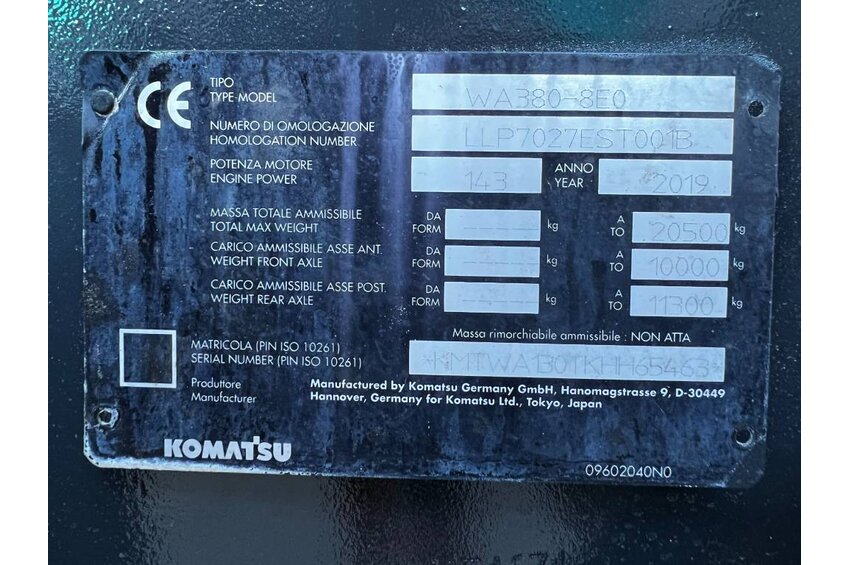 CE
TIPO
TYPE-MODEL WA380-8E0
NUMERO DI OMOLOGAZIONE
HOMOLOGATION NUMBER LLP7027EST001B
POTENZA MOTORE
ENGINE POWER 143 ANNO
YEAR 2019
MASSA TOTALE AMMISSIBILE
TOTAL MAX WEIGHT DA
FORM kg A
TO 20500 kg
CARICO AMMISSIBILE ASSE ANT.
WEIGHT FRONT AXLE DA
FORM kg A
TO 10000 kg
CARICO AMMISSIBILE ASSE POST.
WEIGHT REAR AXLE DA
FORM kg A
TO 11300 kg
Massa rimorchiabile ammissibile : NON ATTA
MATRICOLA (PIN ISO 10261)
SERIAL NUMBER (PIN ISO 10261) *KMTWA130TKHH65463*
Produttore
Manufacturer
Manufactured by Komatsu Germany GmbH, Hanomagstrasse 9, D-30449
Hannover, Germany for Komatsu Ltd., Tokyo, Japan
KOMATSU
09602040N0